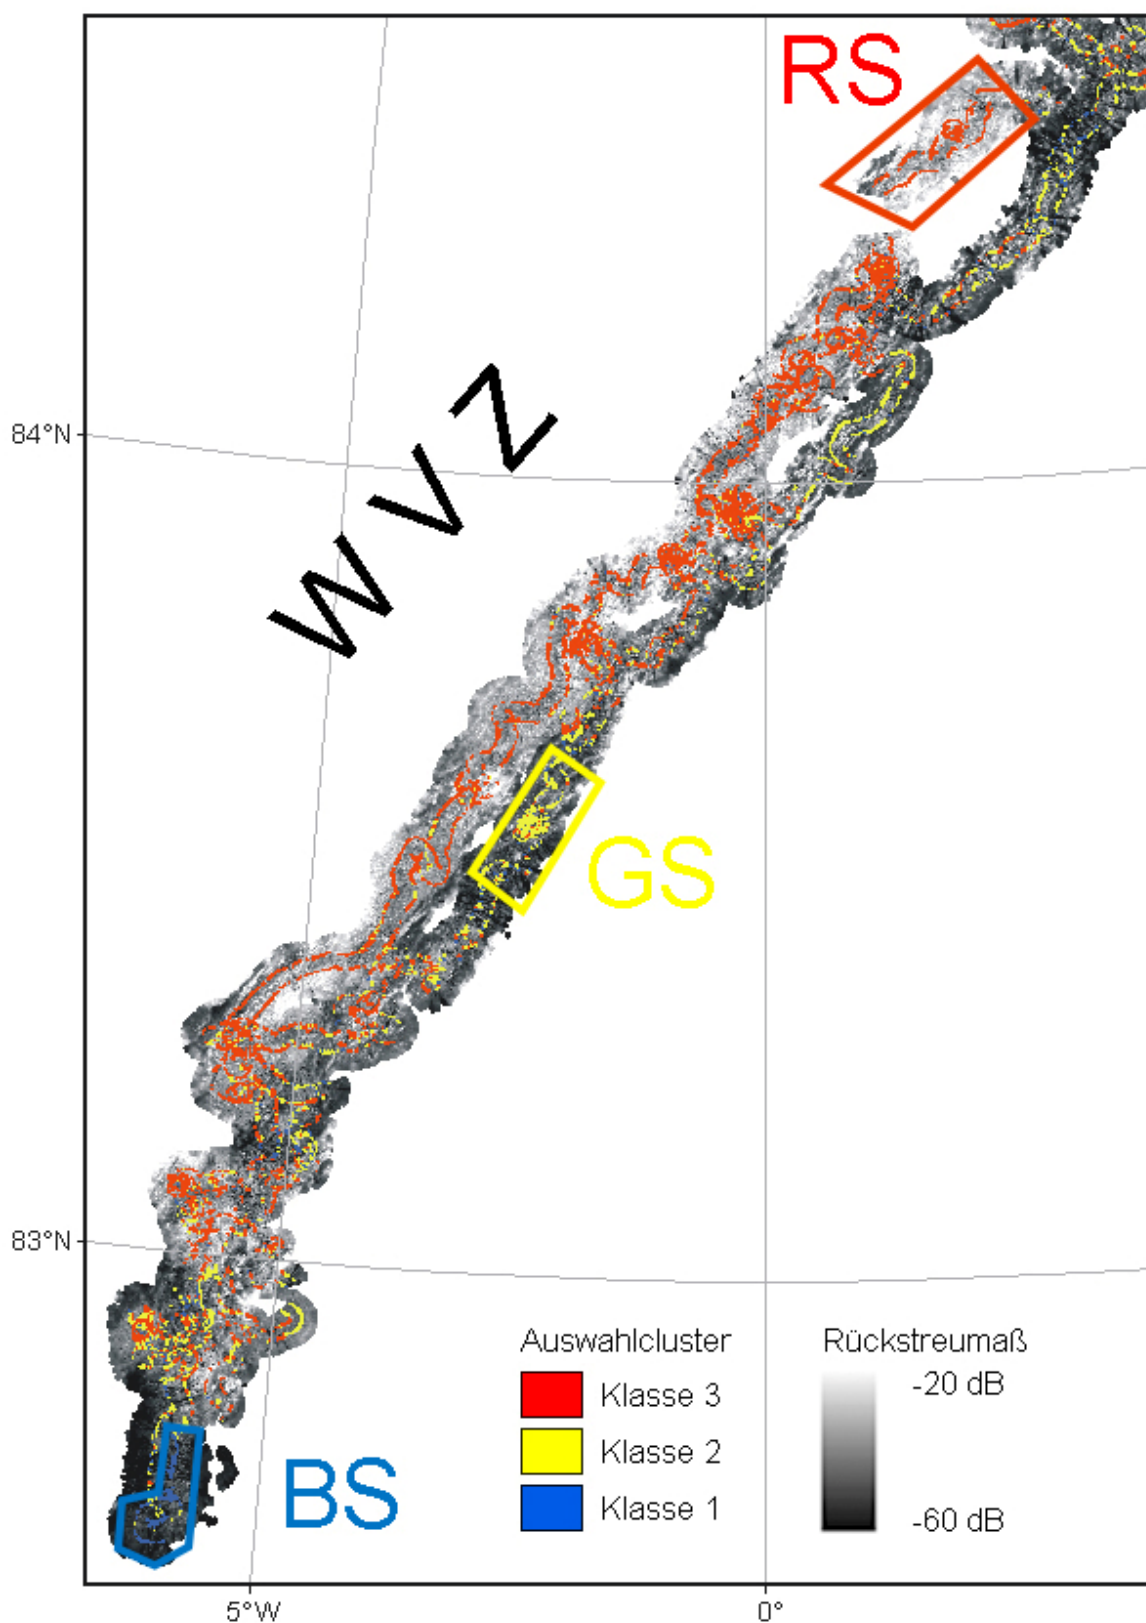 RS
84°N
W V Z
GS
83°N
Auswahlcluster
Klasse 3
Klasse 2
Klasse 1
Rückstreumaß
-20 dB
-60 dB
BS
5°W
0°